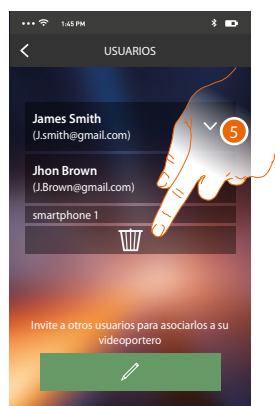 1:45 PM
USUARIOS
James Smith
(J.smith@gmail.com)
5
Jhon Brown
(J.Brown@gmail.com)
smartphone 1
Invite a otros usuarios para asociarlos a su
videoportero